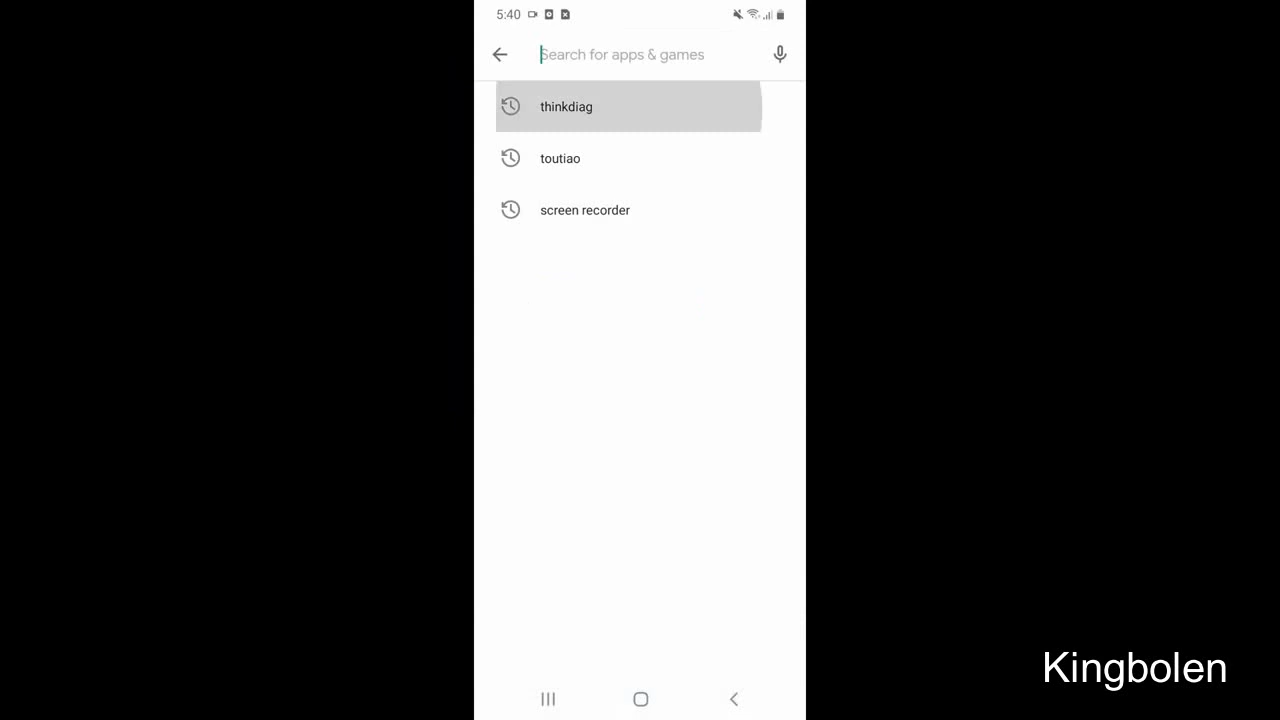 5:40
Search for apps & games
thinkdiag
toutiao
screen recorder
Kingbolen